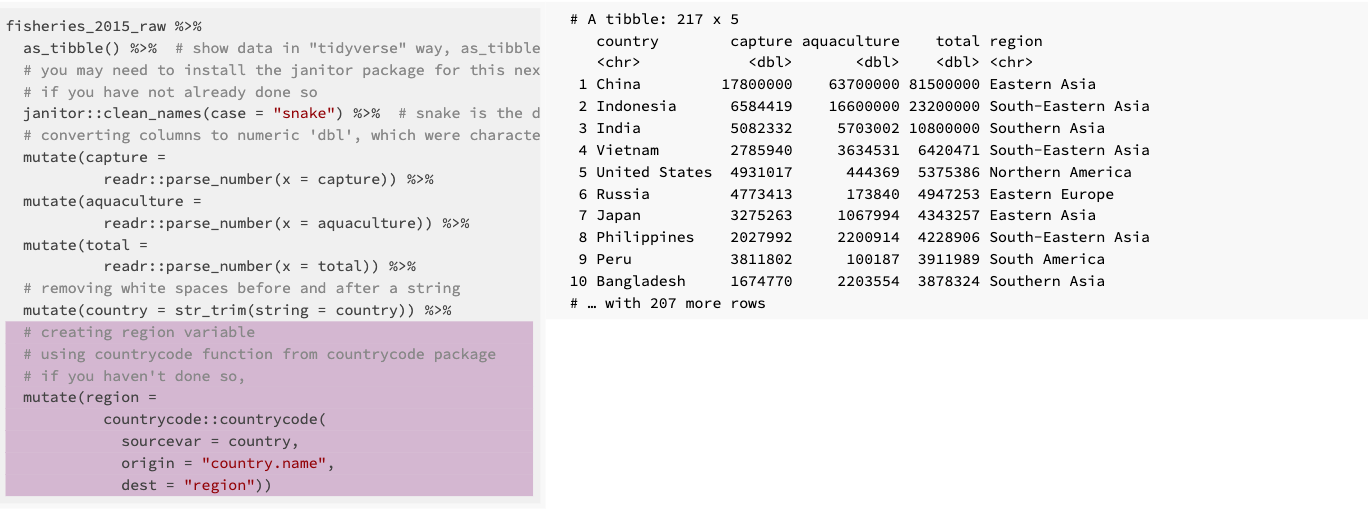 fisheries_2015_raw %>%
as_tibble() %>%  # show data in "tidyverse" way, as_tibble
# you may need to install the janitor package for this nex
# if you have not already done so
janitor::clean_names(case = "snake") %>%  # snake is the d
# converting columns to numeric 'dbl', which were characte
mutate(capture =
readr::parse_number(x = capture)) %>%
mutate(aquaculture =
readr::parse_number(x = aquaculture)) %>%
mutate(total =
readr::parse_number(x = total)) %>%
# removing white spaces before and after a string
mutate(country = str_trim(string = country)) %>%
# creating region variable
# using countrycode function from countrycode package
# if you haven't done so,
mutate(region =
countrycode::countrycode(
sourcevar = country,
origin = "country.name",
dest = "region"))
# A tibble: 217 x 5
country capture aquaculture total region
<chr> <dbl> <dbl> <dbl> <chr>
1 China 17800000 63700000 81500000 Eastern Asia
2 Indonesia 6584419 16600000 23200000 South-Eastern Asia
3 India 5082332 5703002 10800000 Southern Asia
4 Vietnam 2785940 3634531 6420471 South-Eastern Asia
5 United States 4931017 444369 5375386 Northern America
6 Russia 4773413 173840 4947253 Eastern Europe
7 Japan 3275263 1067994 4343257 Eastern Asia
8 Philippines 2027992 2200914 4228906 South-Eastern Asia
9 Peru 3811802 100187 3911989 South America
10 Bangladesh 1674770 2203554 3878324 Southern Asia
# … with 207 more rows